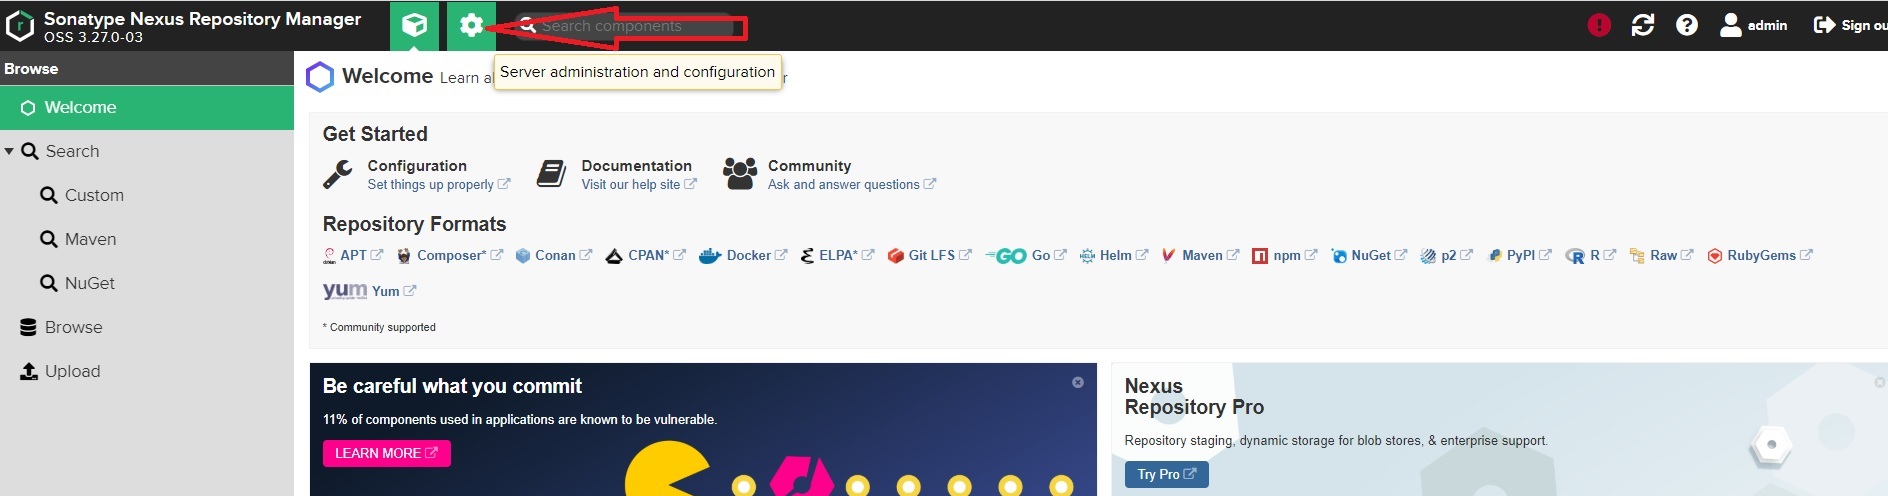 Sonatype Nexus Repository Manager
OSS 3.27.0-03
Search components
admin
Sign ou
Browse
Server administration and configuration
Welcome Learn a r
Welcome
Get Started
Search
Configuration
Set things up properly
Documentation
Visit our help site
Community
Ask and answer questions
Custom
Repository Formats
Maven
APT Composer* Conan CPAN* Docker ELPA* Git LFS GO Go HELM Helm Maven npm NuGet p2 PyPI R Raw RubyGems
NuGet
yum Yum
Browse
* Community supported
Upload
Be careful what you commit
11% of components used in applications are known to be vulnerable.
LEARN MORE
Nexus
Repository Pro
Repository staging, dynamic storage for blob stores, & enterprise support.
Try Pro